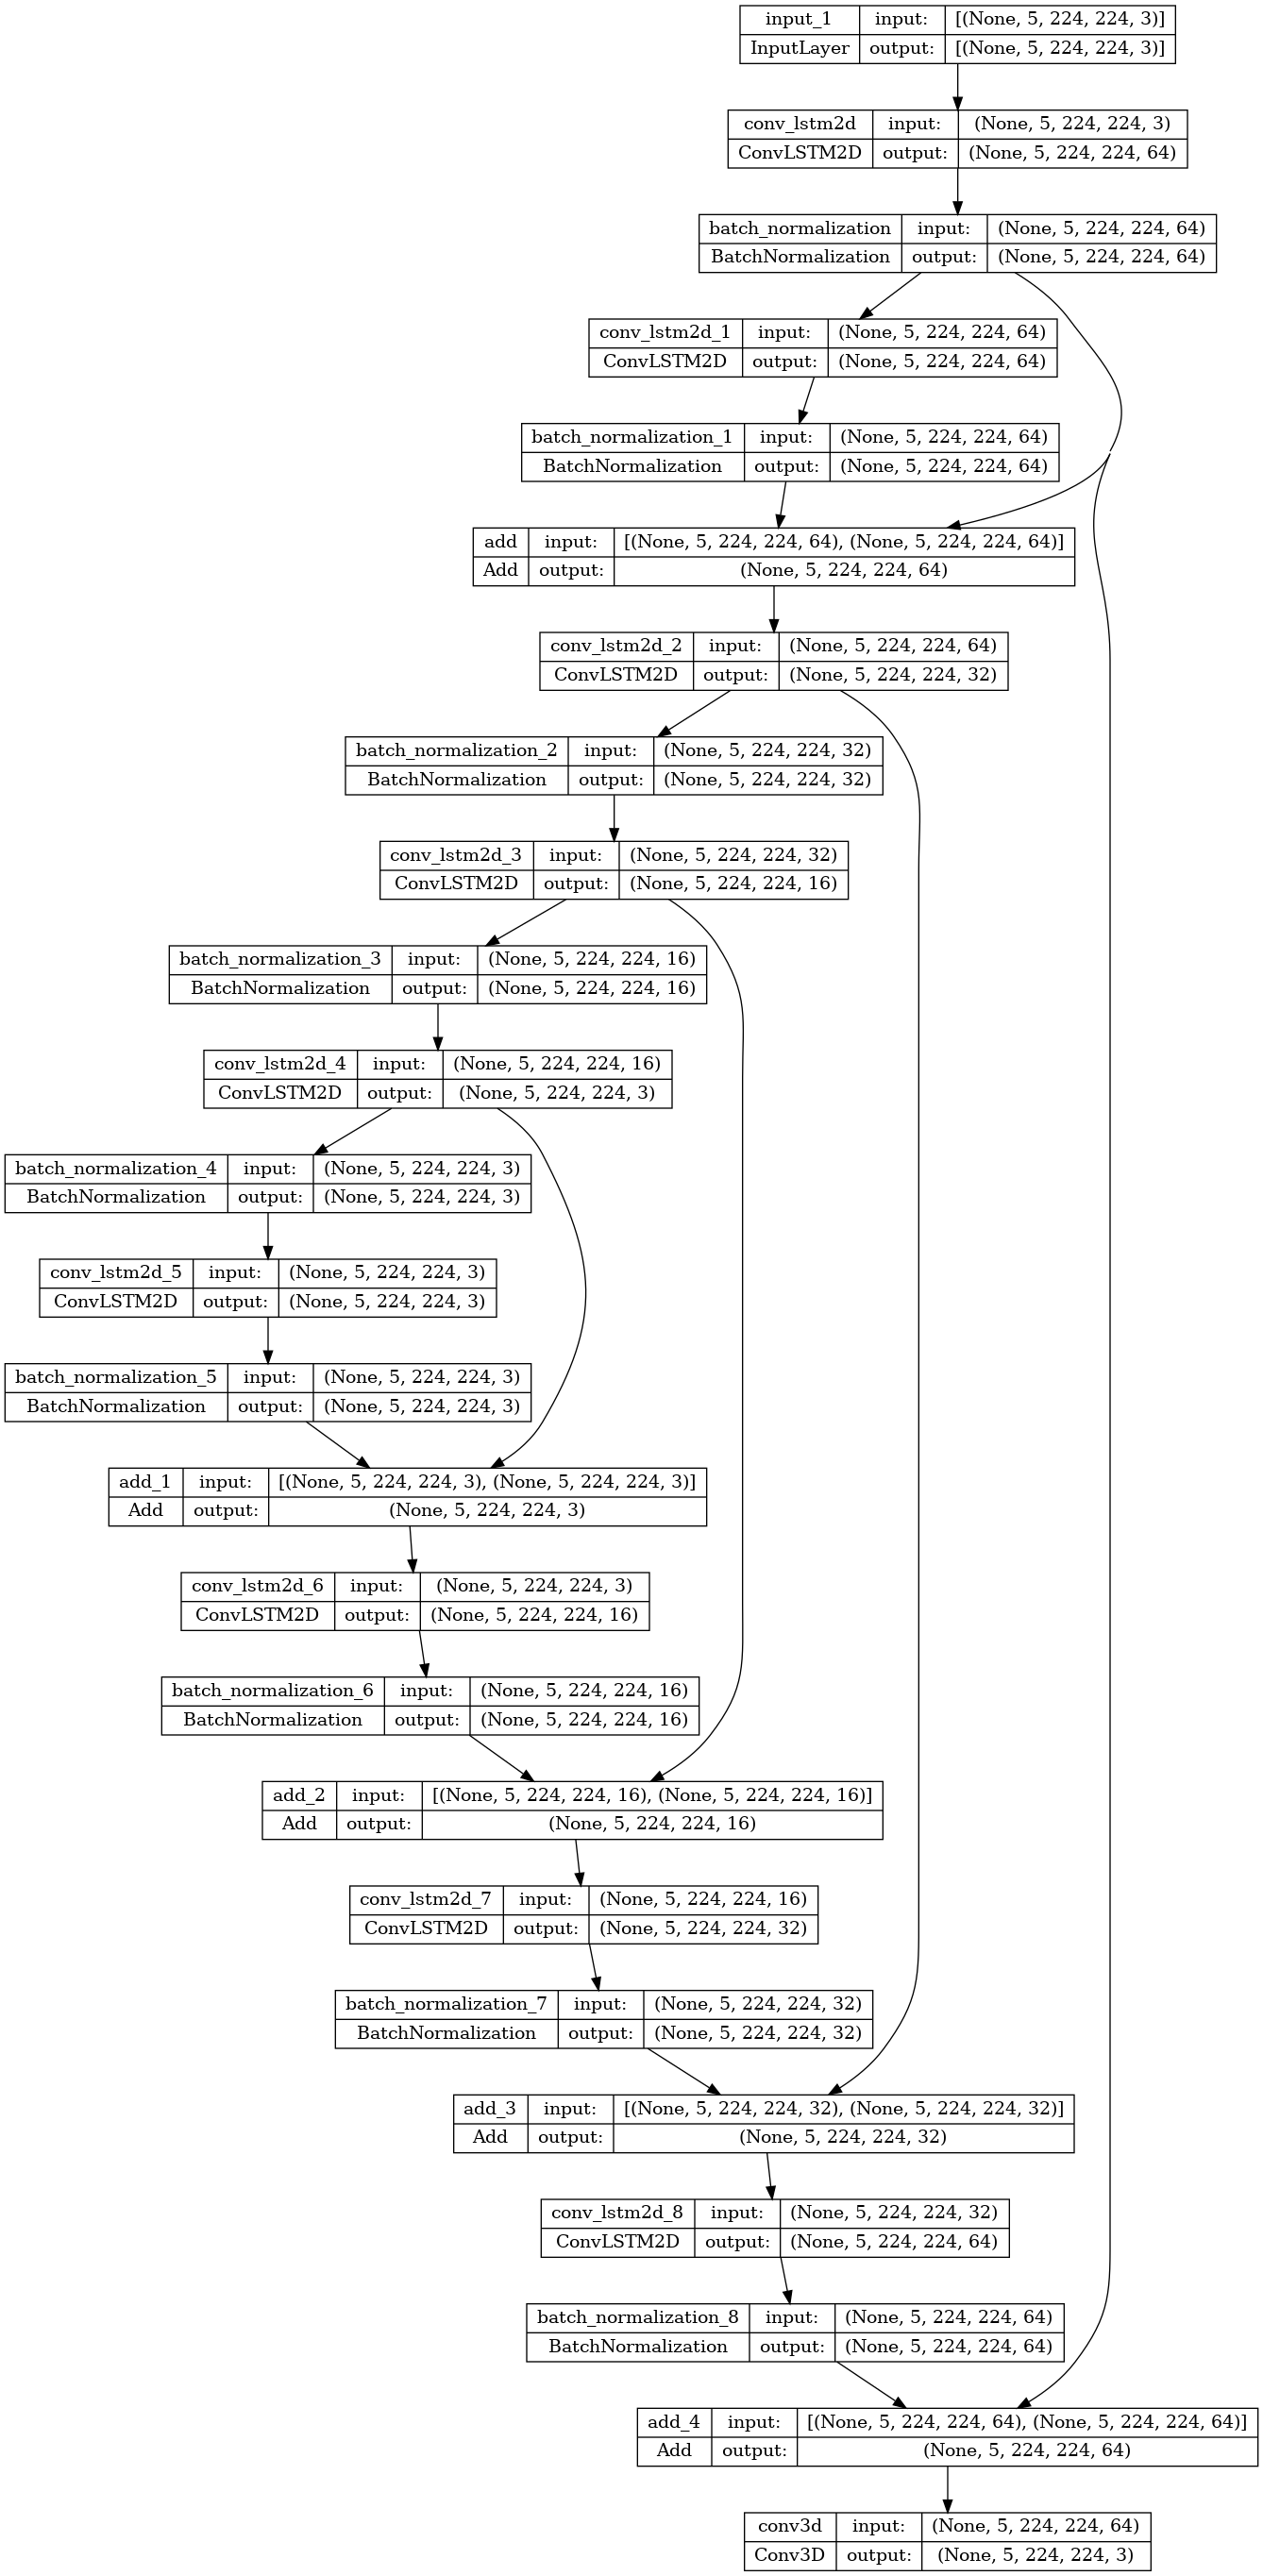 input_1 input: [(None, 5, 224, 224, 3)]
InputLayer output: [(None, 5, 224, 224, 3)]
conv_lstm2d input: (None, 5, 224, 224, 3)
ConvLSTM2D output: (None, 5, 224, 224, 64)
batch_normalization input: (None, 5, 224, 224, 64)
BatchNormalization output: (None, 5, 224, 224, 64)
conv_lstm2d_1 input: (None, 5, 224, 224, 64)
ConvLSTM2D output: (None, 5, 224, 224, 64)
batch_normalization_1 input: (None, 5, 224, 224, 64)
BatchNormalization output: (None, 5, 224, 224, 64)
add input: [(None, 5, 224, 224, 64), (None, 5, 224, 224, 64)]
Add output: (None, 5, 224, 224, 64)
conv_lstm2d_2 input: (None, 5, 224, 224, 64)
ConvLSTM2D output: (None, 5, 224, 224, 32)
batch_normalization_2 input: (None, 5, 224, 224, 32)
BatchNormalization output: (None, 5, 224, 224, 32)
conv_lstm2d_3 input: (None, 5, 224, 224, 32)
ConvLSTM2D output: (None, 5, 224, 224, 16)
batch_normalization_3 input: (None, 5, 224, 224, 16)
BatchNormalization output: (None, 5, 224, 224, 16)
conv_lstm2d_4 input: (None, 5, 224, 224, 16)
ConvLSTM2D output: (None, 5, 224, 224, 3)
batch_normalization_4 input: (None, 5, 224, 224, 3)
BatchNormalization output: (None, 5, 224, 224, 3)
conv_lstm2d_5 input: (None, 5, 224, 224, 3)
ConvLSTM2D output: (None, 5, 224, 224, 3)
batch_normalization_5 input: (None, 5, 224, 224, 3)
BatchNormalization output: (None, 5, 224, 224, 3)
add_1 input: [(None, 5, 224, 224, 3), (None, 5, 224, 224, 3)]
Add output: (None, 5, 224, 224, 3)
conv_lstm2d_6 input: (None, 5, 224, 224, 3)
ConvLSTM2D output: (None, 5, 224, 224, 16)
batch_normalization_6 input: (None, 5, 224, 224, 16)
BatchNormalization output: (None, 5, 224, 224, 16)
add_2 input: [(None, 5, 224, 224, 16), (None, 5, 224, 224, 16)]
Add output: (None, 5, 224, 224, 16)
conv_lstm2d_7 input: (None, 5, 224, 224, 16)
ConvLSTM2D output: (None, 5, 224, 224, 32)
batch_normalization_7 input: (None, 5, 224, 224, 32)
BatchNormalization output: (None, 5, 224, 224, 32)
add_3 input: [(None, 5, 224, 224, 32), (None, 5, 224, 224, 32)]
Add output: (None, 5, 224, 224, 32)
conv_lstm2d_8 input: (None, 5, 224, 224, 32)
ConvLSTM2D output: (None, 5, 224, 224, 64)
batch_normalization_8 input: (None, 5, 224, 224, 64)
BatchNormalization output: (None, 5, 224, 224, 64)
add_4 input: [(None, 5, 224, 224, 64), (None, 5, 224, 224, 64)]
Add output: (None, 5, 224, 224, 64)
conv3d input: (None, 5, 224, 224, 64)
Conv3D output: (None, 5, 224, 224, 3)